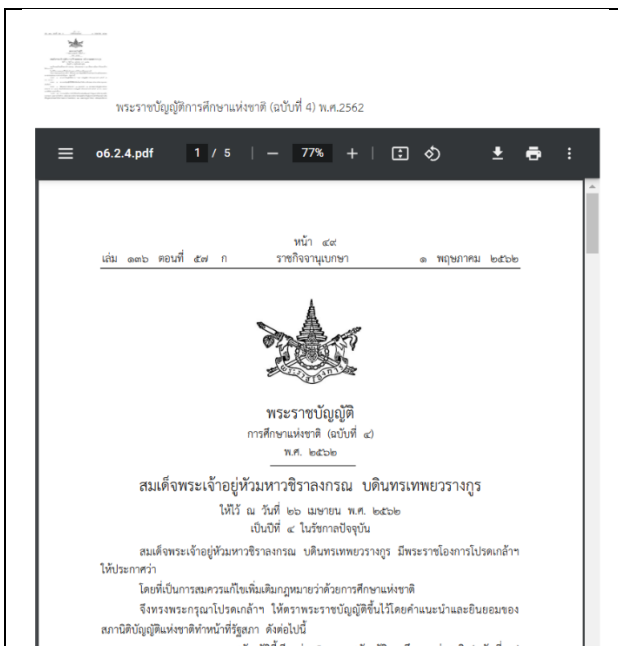 พระราชบัญญัติการศึกษาแห่งชาติ (ฉบับที่ 4) พ.ศ.2562
o6.2.4.pdf 1 / 5 | − 77% + |
หน้า ๔๙
เล่ม ๑๓๖ ตอนที่ ๕๗ ก ราชกิจจานุเบกษา ๑ พฤษภาคม ๒๕๖๒
พระราชบัญญัติ
การศึกษาแห่งชาติ (ฉบับที่ ๔)
พ.ศ. ๒๕๖๒
สมเด็จพระเจ้าอยู่หัวมหาวชิราลงกรณ บดินทรเทพยวรางกูร
ให้ไว้ ณ วันที่ ๒๖ เมษายน พ.ศ. ๒๕๖๒
เป็นปีที่ ๔ ในรัชกาลปัจจุบัน
สมเด็จพระเจ้าอยู่หัวมหาวชิราลงกรณ บดินทรเทพยวรางกูร มีพระราชโองการโปรดเกล้าฯ
ให้ประกาศว่า
โดยที่เป็นการสมควรแก้ไขเพิ่มเติมกฎหมายว่าด้วยการศึกษาแห่งชาติ
จึงทรงพระกรุณาโปรดเกล้าฯ ให้ตราพระราชบัญญัติขึ้นไว้โดยคำแนะนำและยินยอมของ
สภานิติบัญญัติแห่งชาติทำหน้าที่รัฐสภา ดังต่อไปนี้